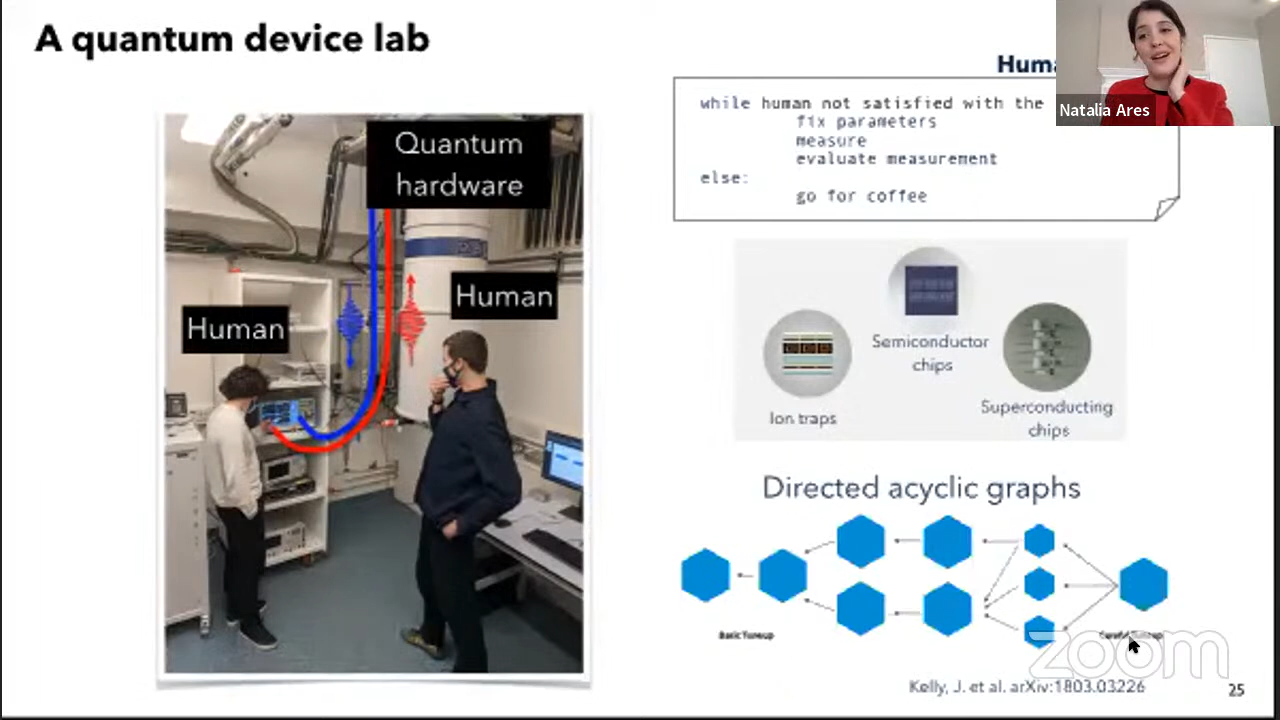 A quantum device lab
Natalia Ares
while human not satisfied with the
fix parameters
measure
evaluate measurement
else:
go for coffee
Quantum
hardware
Human
Human
Semiconductor
chips
Ion traps
Superconducting
chips
Directed acyclic graphs
Basic Tuneup
zoom
Kelly, J. et al. arXiv:1803.03226
25